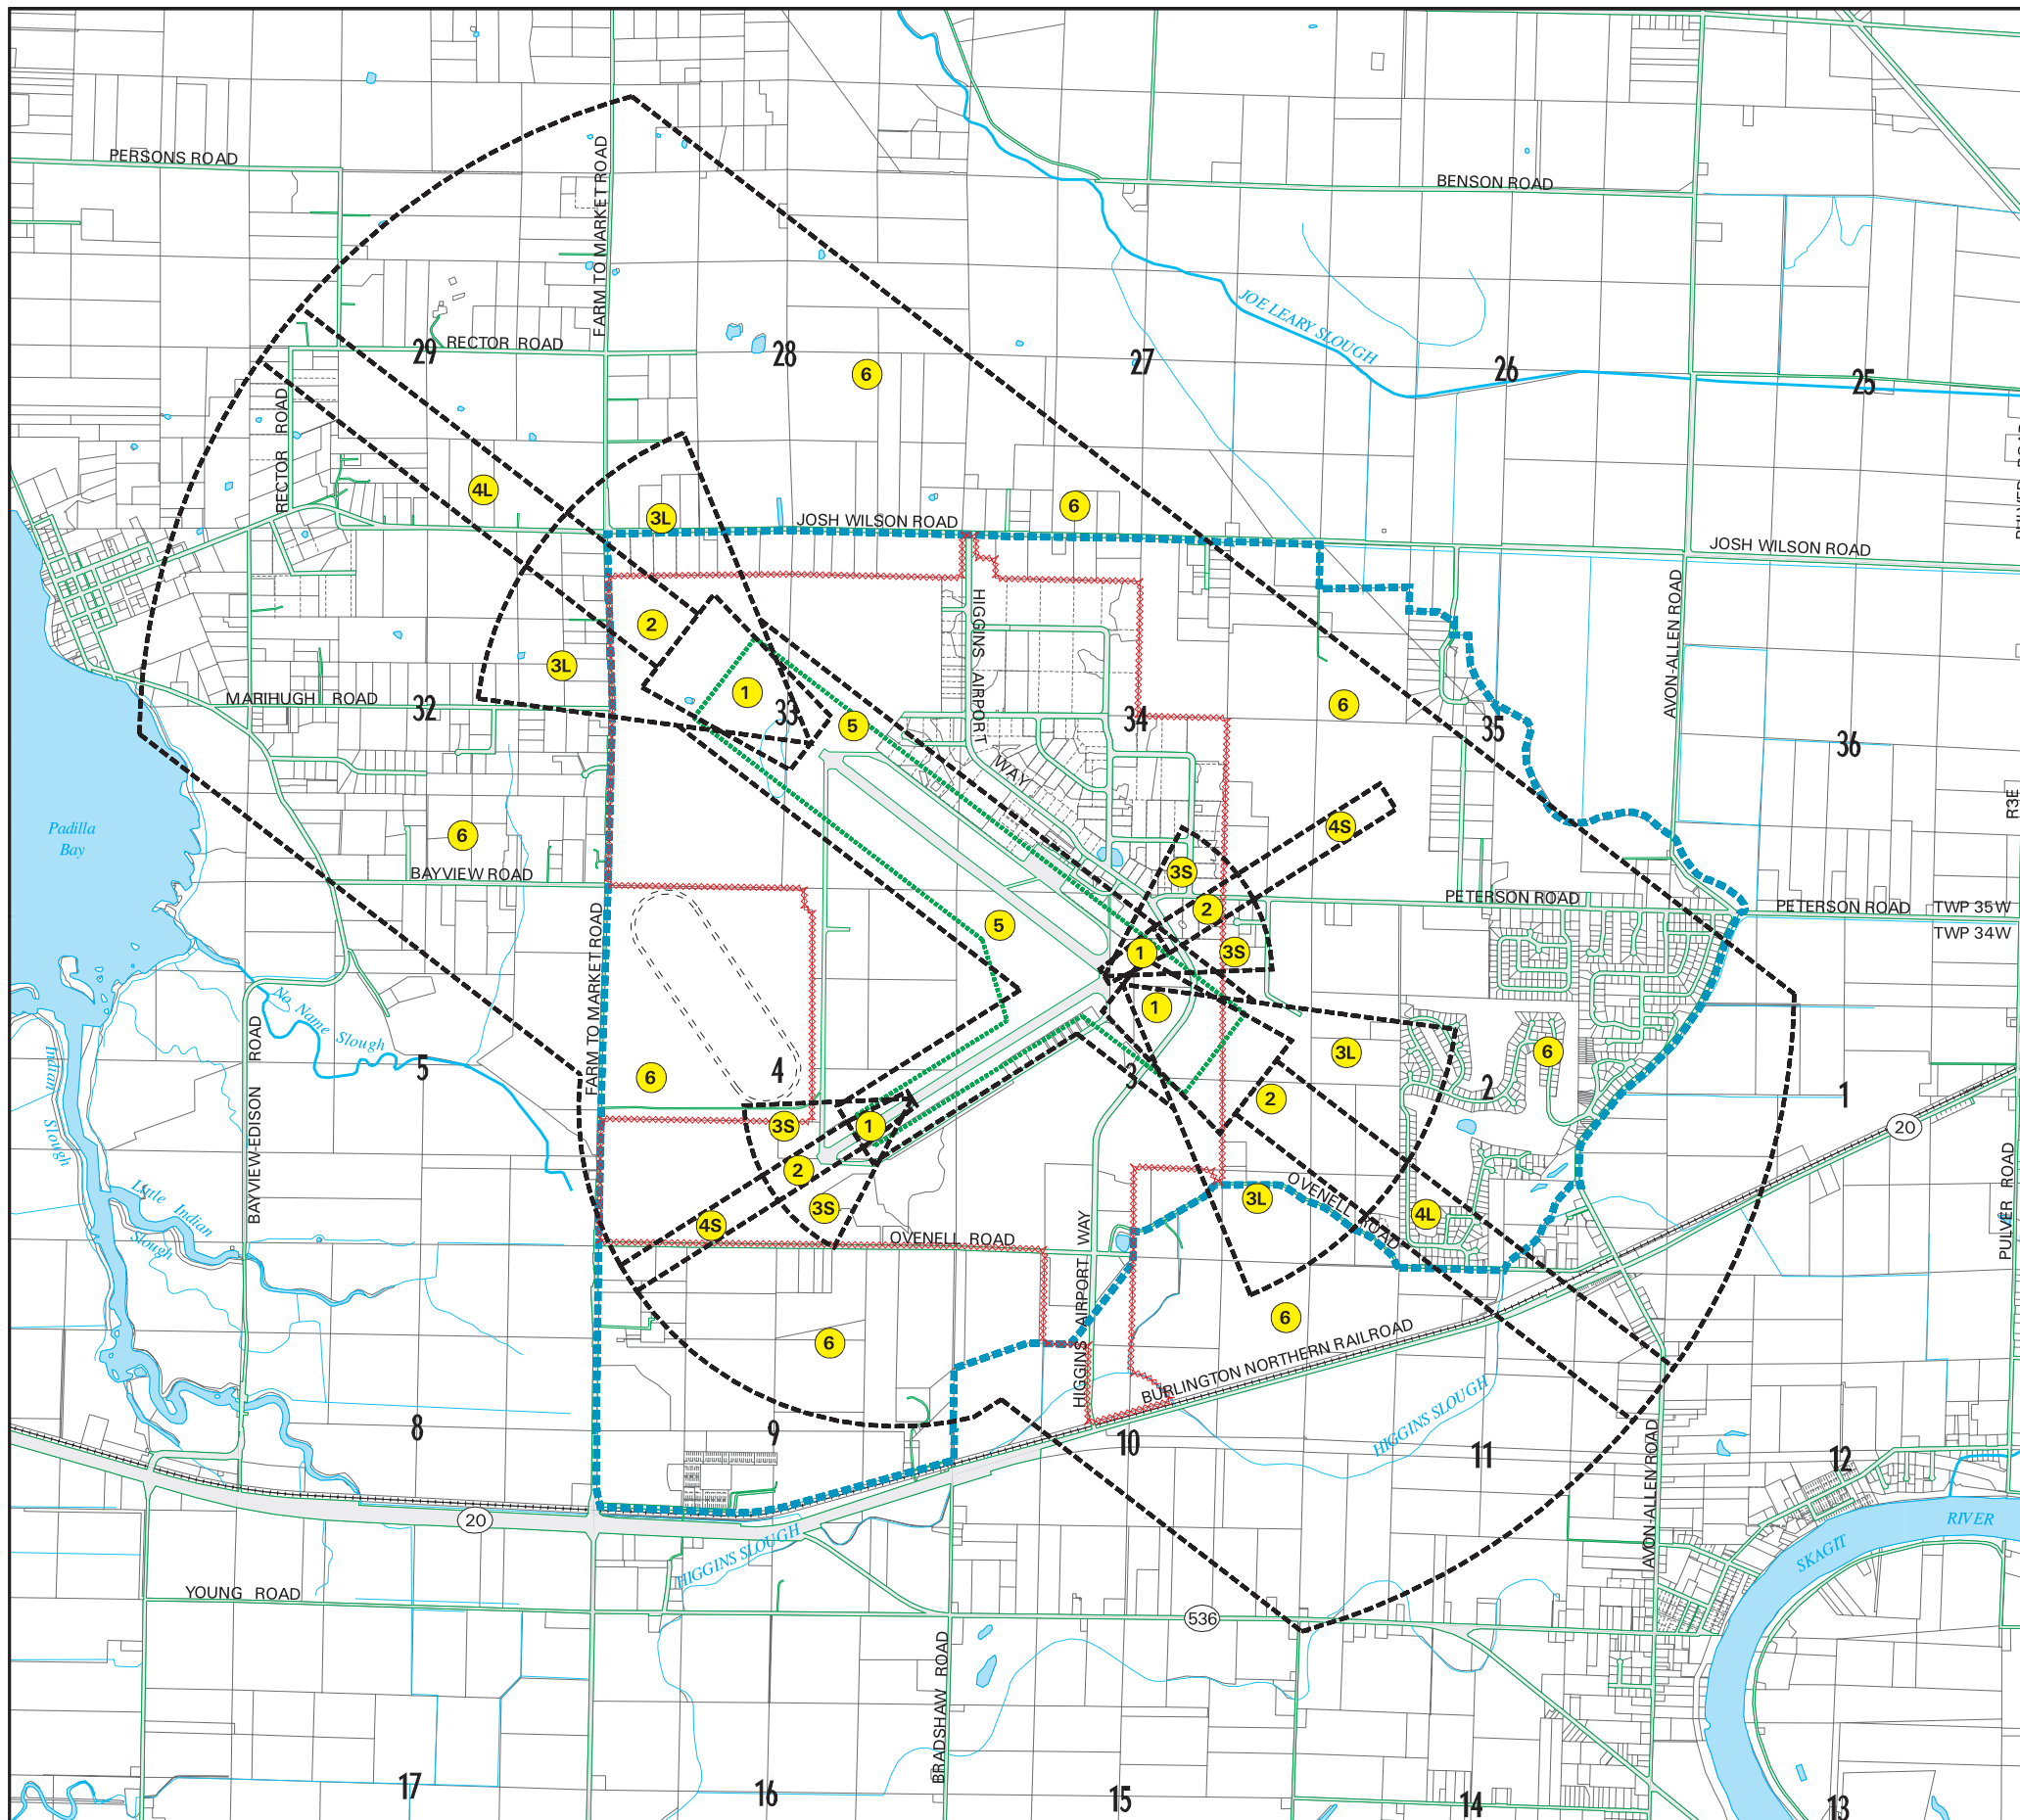 PERSONS ROAD
FARM TO MARKET ROAD
BENSON ROAD
JOE LEARY SLOUGH
29
RECTOR ROAD
28
27
26
25
6
RECTOR ROAD
4L
3L
JOSH WILSON ROAD
6
JOSH WILSON ROAD
AVON-ALLEN ROAD
HIGGINS AIRPORT
WAY
2
3L
1
MARIHUGH ROAD
32
33
5
34
6
35
36
R3E
Padilla
Bay
6
4S
BAYVIEW ROAD
3S
2
PETERSON ROAD
PETERSON ROAD
TWP 35W
TWP 34W
5
1
3S
FARM TO MARKET ROAD
No Name Slough
1
BAYVIEW-EDISON ROAD
Indian
Slough
5
6
4
3
3L
6
2
1
2
20
3S
1
2
Little Indian
Slough
3S
4S
3L
OVENELL ROAD
4L
OVENELL ROAD
PULVER ROAD
HIGGINS AIRPORT WAY
6
6
BURLINGTON NORTHERN RAILROAD
HIGGINS SLOUGH
8
9
10
11
12
AVON-ALLEN ROAD
20
HIGGINS SLOUGH
SKAGIT
RIVER
YOUNG ROAD
536
BRADSHAW ROAD
17
16
15
14
13